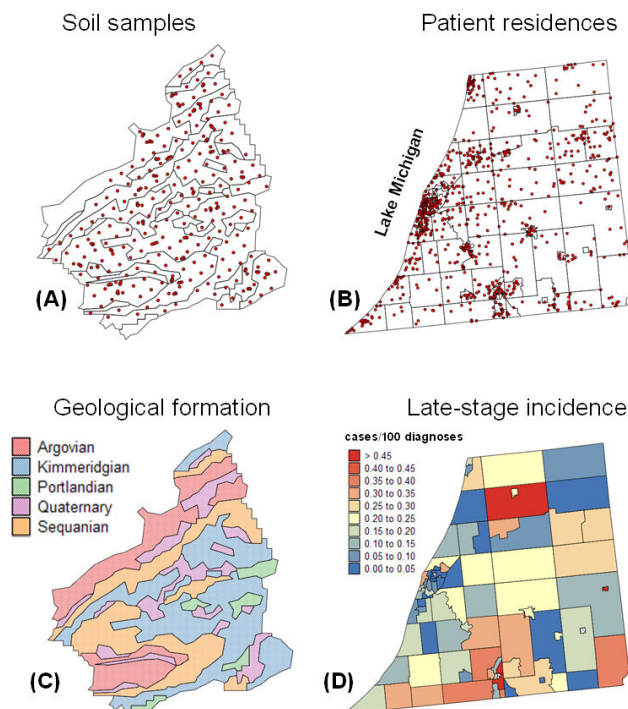 Soil samples
Patient residences
Lake Michigan
(A)
(B)
Geological formation
Late-stage incidence
Argovian
Kimmeridgian
Portlandian
Quaternary
Sequanian
cases/100 diagnoses
> 0.45
0.40 to 0.45
0.35 to 0.40
0.30 to 0.35
0.25 to 0.30
0.20 to 0.25
0.15 to 0.20
0.10 to 0.15
0.05 to 0.10
0.00 to 0.05
(C)
(D)